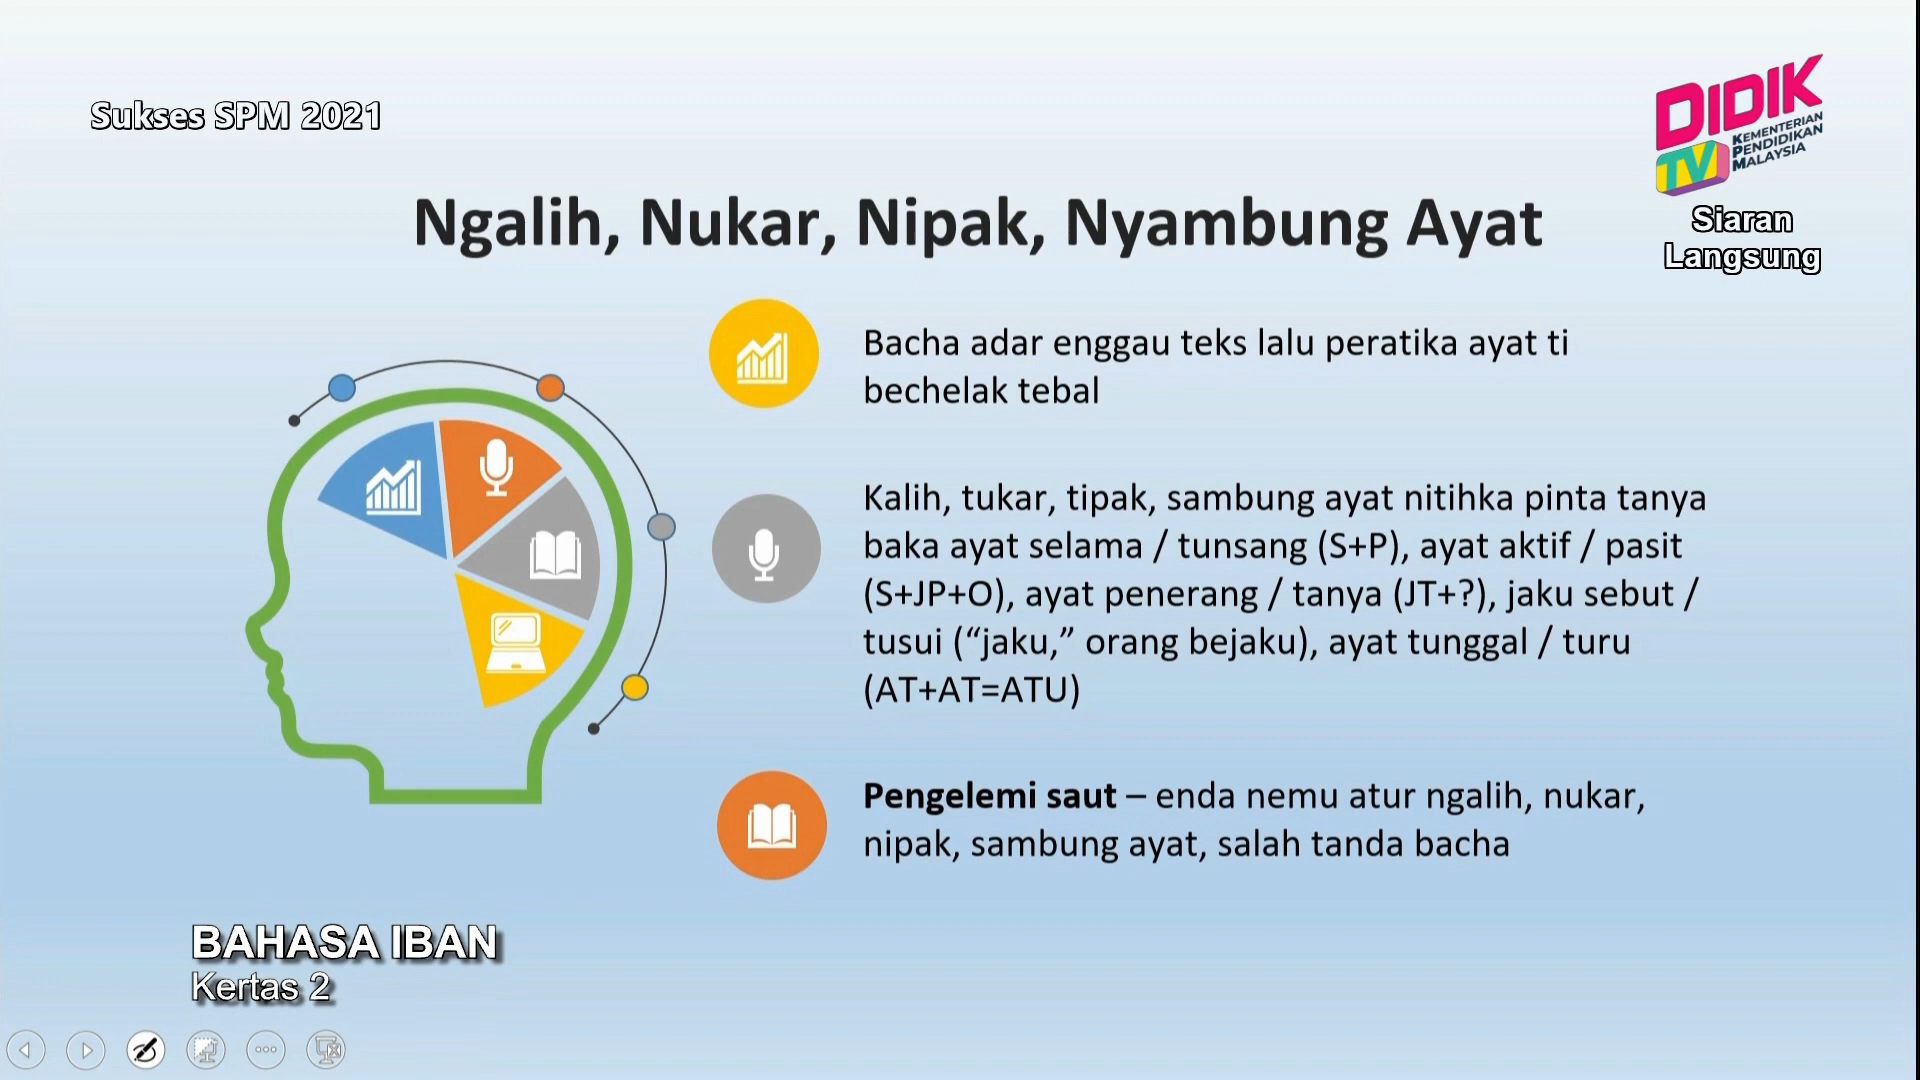 Sukses SPM 2021
DIDIK
TV
KEMENTERIAN
PENDIDIKAN
MALAYSIA
Siaran
Langsung
Ngalih, Nukar, Nipak, Nyambung Ayat
Bacha adar enggau teks lalu peratika ayat ti
bechelak tebal
Kalih, tukar, tipak, sambung ayat nitihka pinta tanya
baka ayat selama / tunsang (S+P), ayat aktif / pasit
(S+JP+O), ayat penerang / tanya (JT+?), jaku sebut /
tusui (“jaku,” orang bejaku), ayat tunggal / turu
(AT+AT=ATU)
Pengelemi saut – enda nemu atur ngalih, nukar,
nipak, sambung ayat, salah tanda bacha
BAHASA IBAN
Kertas 2